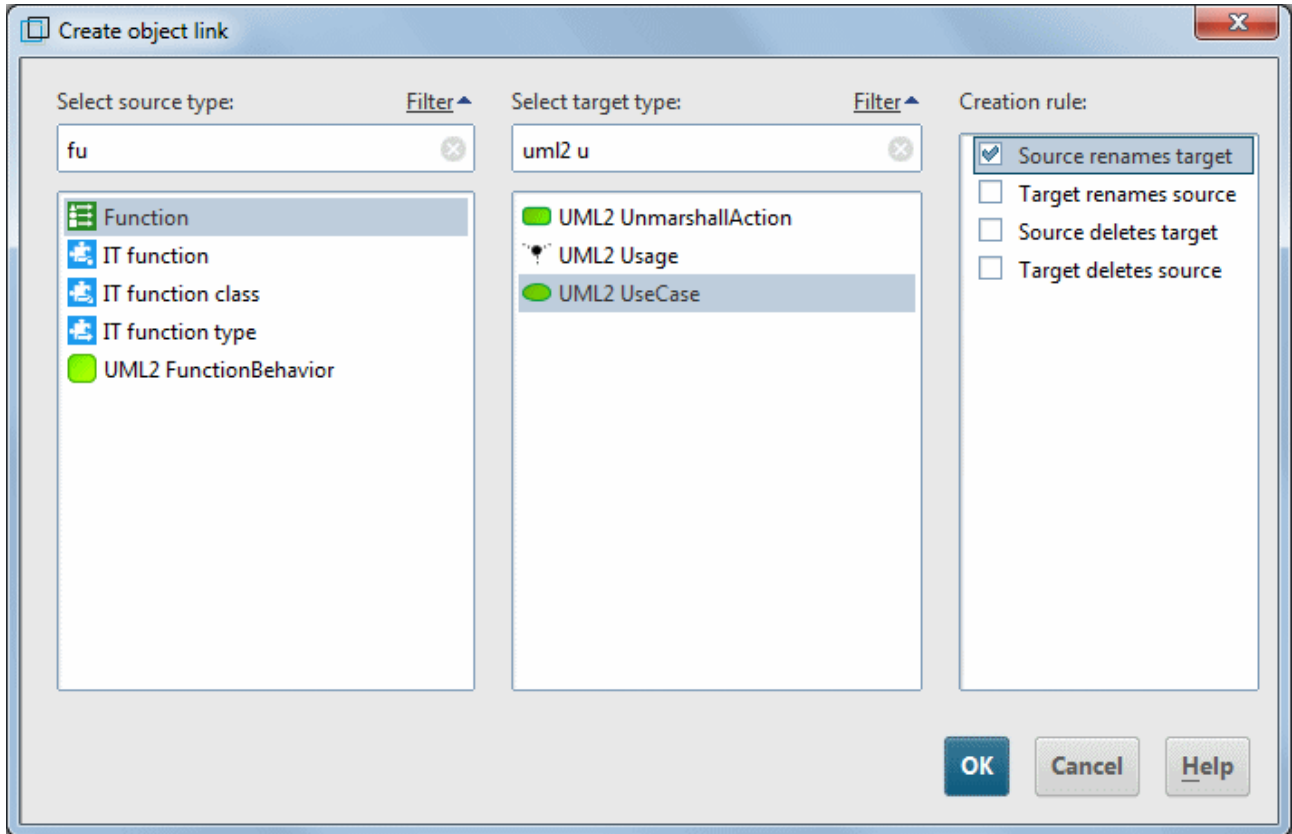 Create object link
Select source type:
Filter
fu
Function
IT function
IT function class
IT function type
UML2 FunctionBehavior
Select target type:
Filter
uml2 u
UML2 UnmarshallAction
UML2 Usage
UML2 UseCase
Creation rule:
Source renames target
Target renames source
Source deletes target
Target deletes source
OK
Cancel
Help